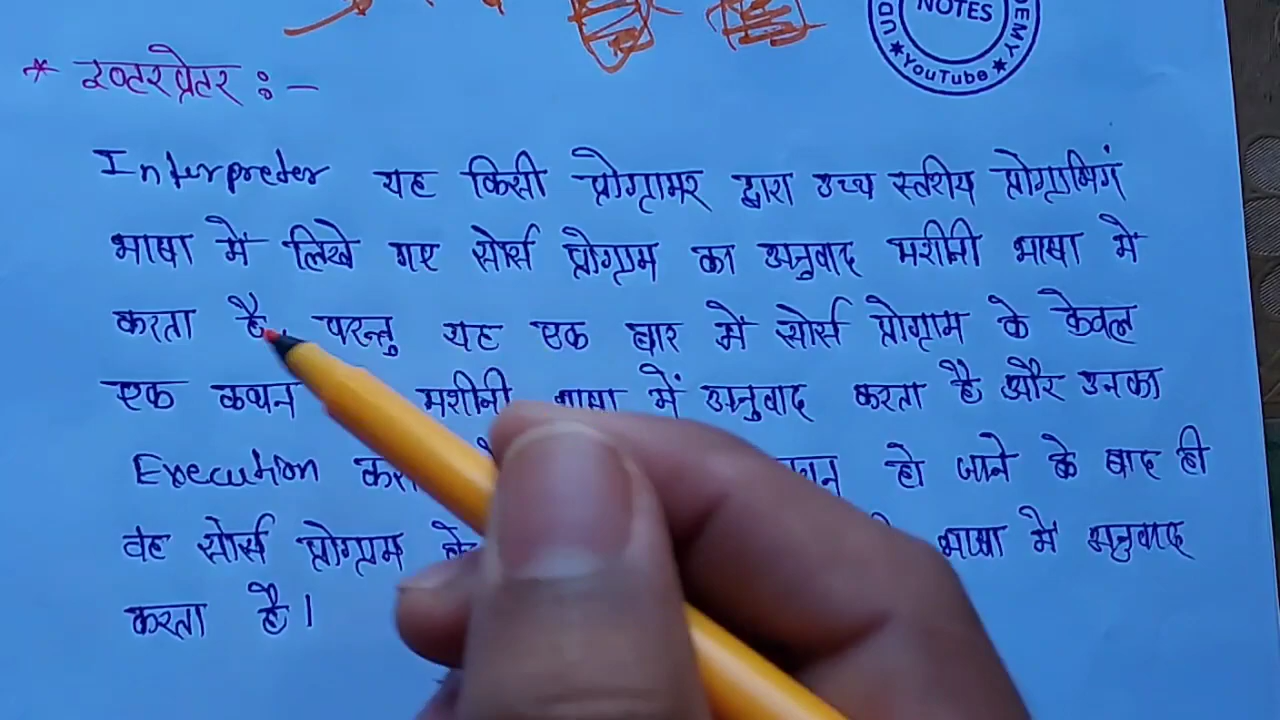 NOTES
YouTube
* इण्टरप्रेटर :-
Interpreter यह किसी प्रोग्रामर द्वारा उच्च स्तरीय प्रोग्रामिगं
भाषा में लिखे गए सोर्स प्रोग्राम का अनुवाद मशीनी भाषा मे
करता है, परन्तु यह एक बार में सोर्स प्रोग्राम के केवल
एक कथन मशीनी भाषा में अनुवाद करता है और उनका
Execution हो जाने के बाद ही
वह सोर्स प्रोग्राम भाषा मे अनुवाद
करता है।